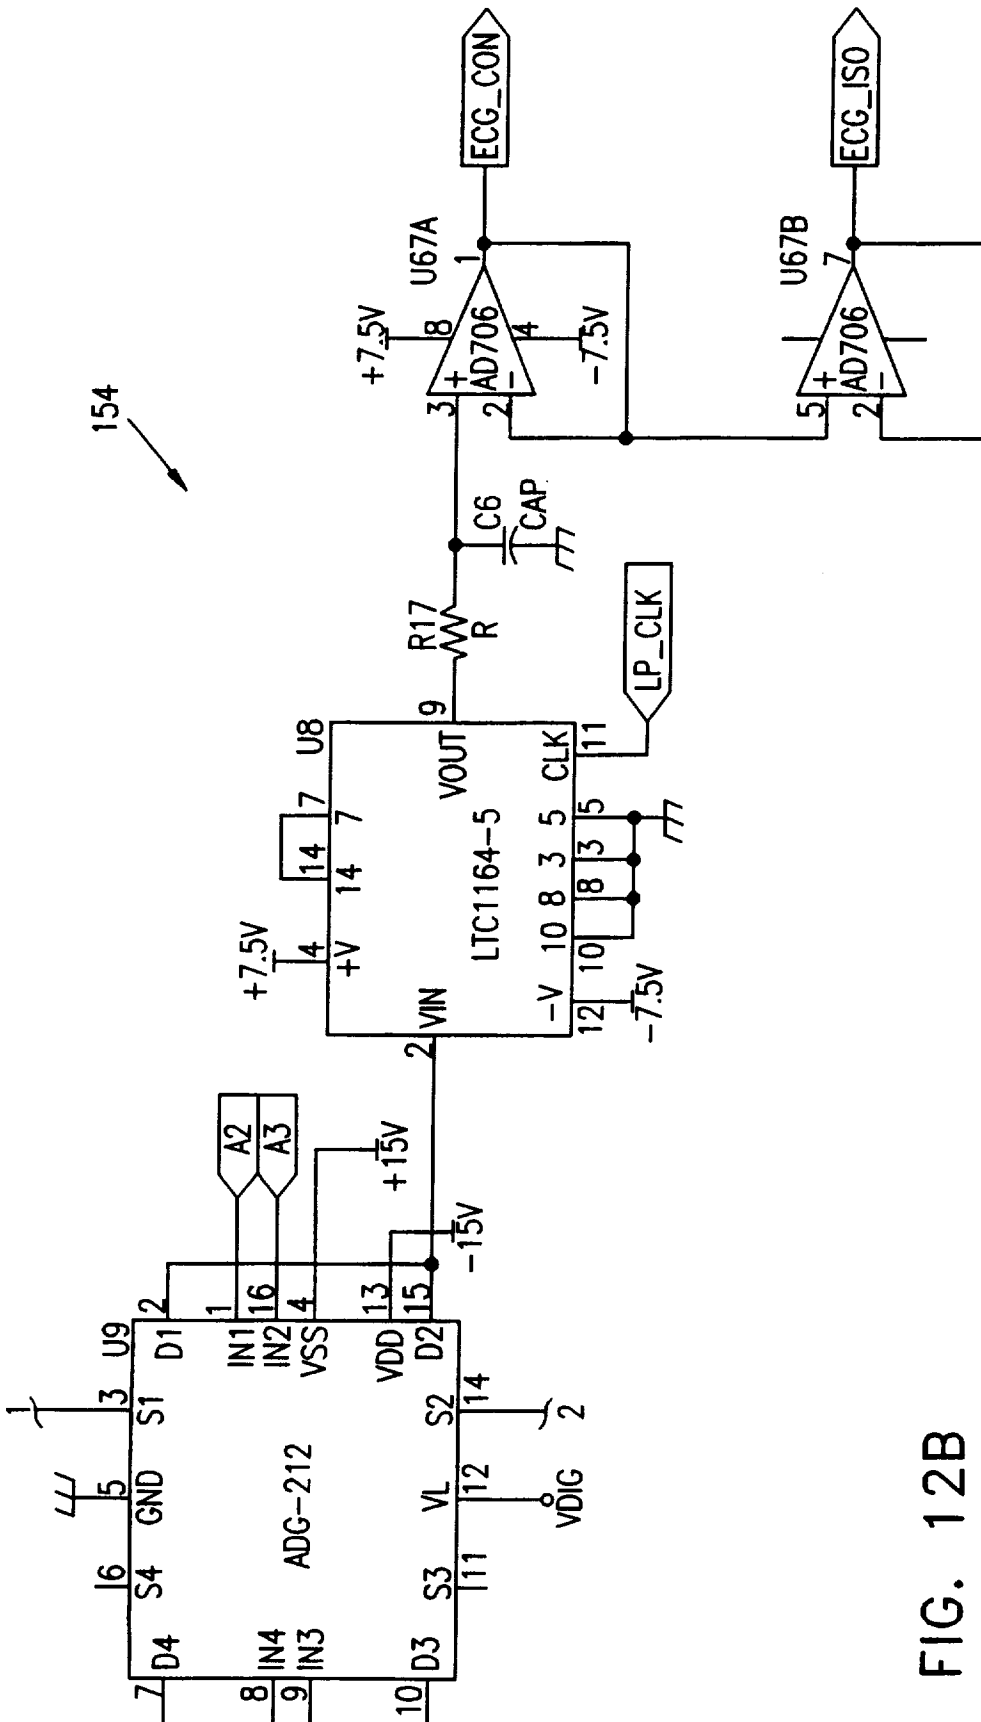 154
U9
ADG-212
1
3
S1
5
GND
6
S4
7
D4
8
IN4
9
IN3
10
D3
11
S3
12
VL
VDIG
14
S2
2
2
D1
1
IN1
16
IN2
4
VSS
13
VDD
15
D2
A2
A3
+15V
-15V
U8
LTC1164-5
2
VIN
+7.5V
4
+V
14
14
7
7
9
VOUT
12
-V
-7.5V
10
10
8
8
3
3
5
5
11
CLK
LP_CLK
R17
R
C6
CAP
U67A
AD706
3
+
2
-
+7.5V
8
4
-7.5V
1
ECG_CON
U67B
AD706
5
+
2
-
7
ECG_ISO
FIG. 12B